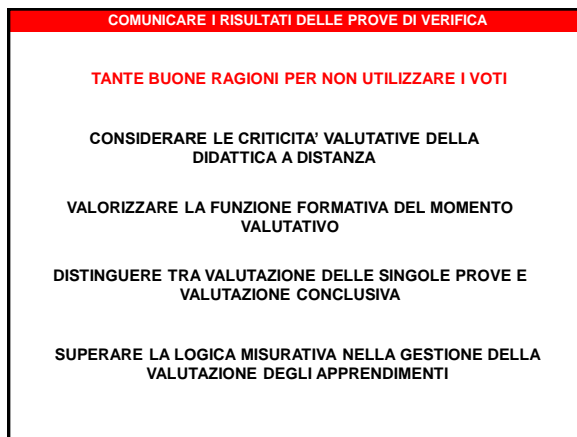 COMUNICARE I RISULTATI DELLE PROVE DI VERIFICA
TANTE BUONE RAGIONI PER NON UTILIZZARE I VOTI
CONSIDERARE LE CRITICITA’ VALUTATIVE DELLA
DIDATTICA A DISTANZA
VALORIZZARE LA FUNZIONE FORMATIVA DEL MOMENTO
VALUTATIVO
DISTINGUERE TRA VALUTAZIONE DELLE SINGOLE PROVE E
VALUTAZIONE CONCLUSIVA
SUPERARE LA LOGICA MISURATIVA NELLA GESTIONE DELLA
VALUTAZIONE DEGLI APPRENDIMENTI